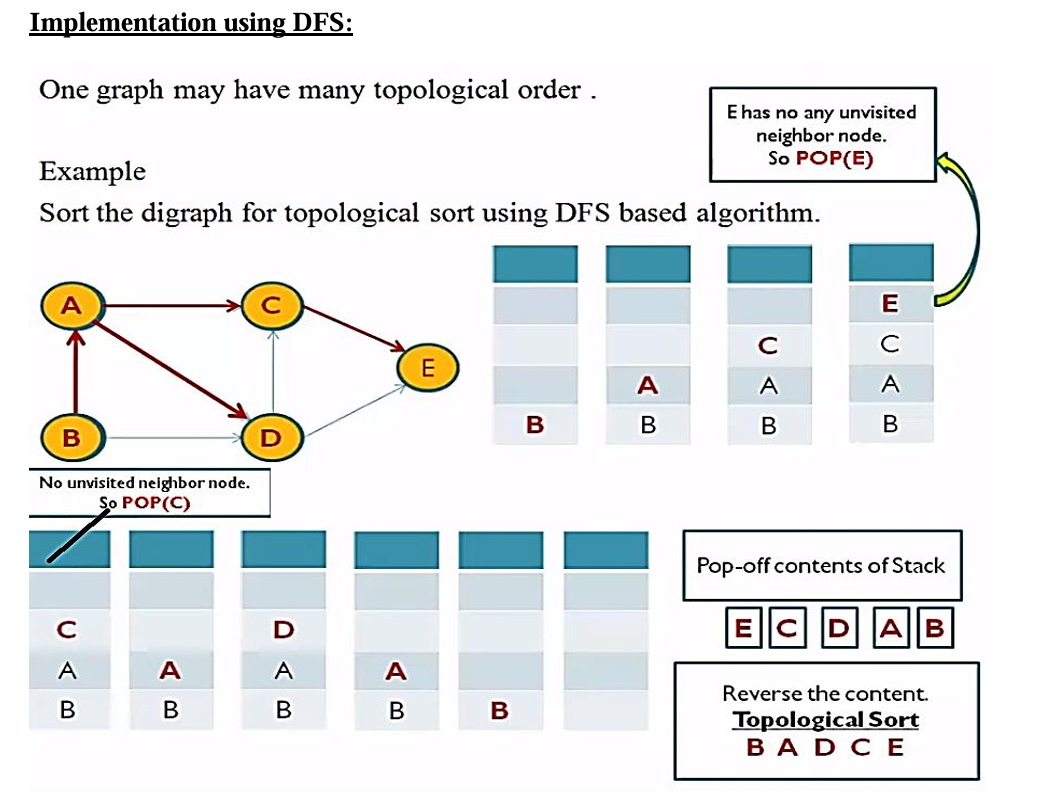 Implementation using DFS:
One graph may have many topological order .
E has no any unvisited
neighbor node.
So POP(E)
Example
Sort the digraph for topological sort using DFS based algorithm.
A
C
E
B
D
E
C
C
A
A
A
B
B
B
B
No unvisited neighbor node.
So POP(C)
C
D
A
A
A
A
B
B
B
B
B
Pop-off contents of Stack
E C D A B
Reverse the content.
Topological Sort
B A D C E